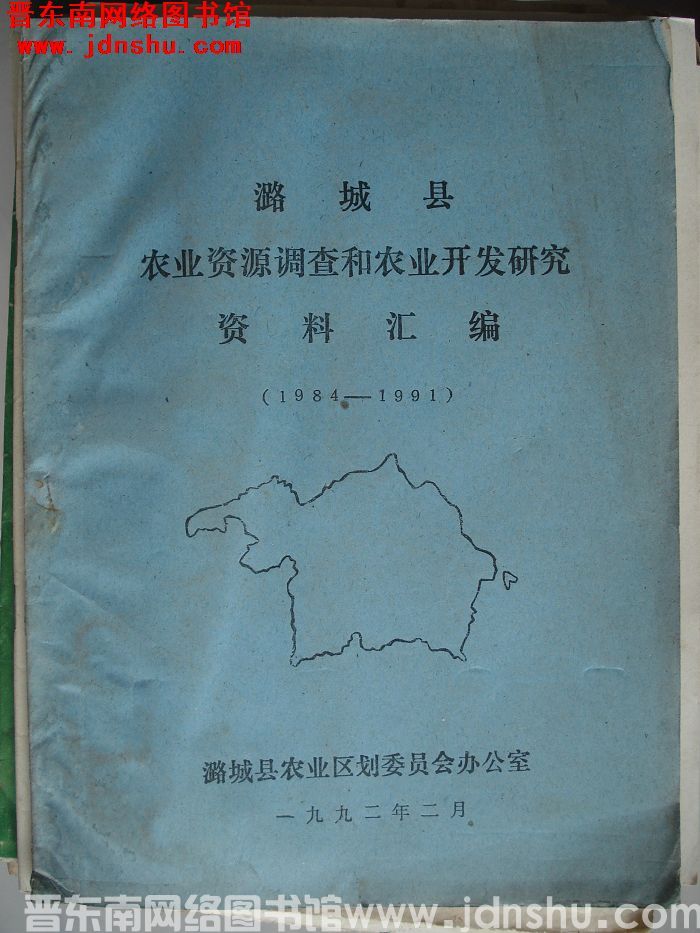 晋东南网络图书馆
www.jdnshu.com
潞城县
农业资源调查和农业开发研究
资料汇编
(1984—1991)
潞城县农业区划委员会办公室
一九九二年二月
晋东南网络图书馆 www.jdnshu.com